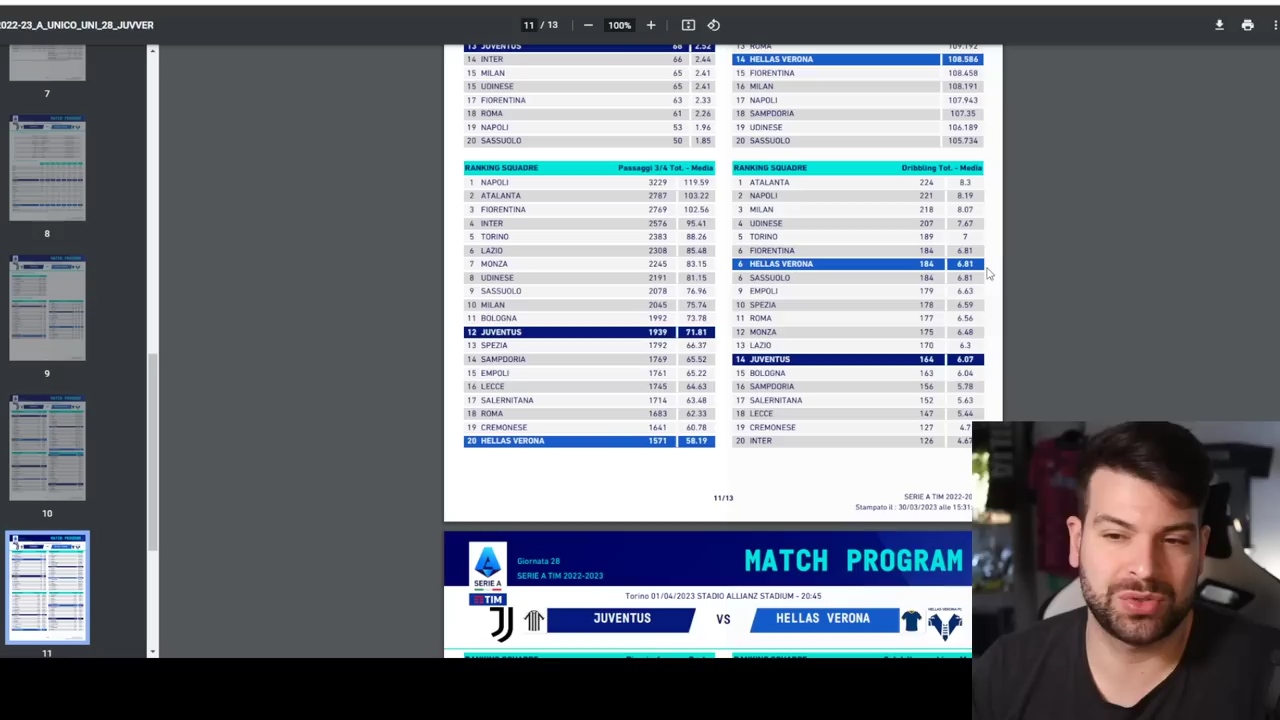 2022-23_A_UNICO_UNI_28_JUVVER
11 / 13
100%
7
8
9
10
11
13 JUVENTUS 68 2.52
14 INTER 66 2.44
15 MILAN 65 2.41
15 UDINESE 65 2.41
17 FIORENTINA 63 2.33
18 ROMA 61 2.26
19 NAPOLI 53 1.96
20 SASSUOLO 50 1.85
13 ROMA 109.192
14 HELLAS VERONA 108.586
15 FIORENTINA 108.458
16 MILAN 108.191
17 NAPOLI 107.943
18 SAMPDORIA 107.35
19 UDINESE 106.189
20 SASSUOLO 105.734
RANKING SQUADRE Passaggi 3/4 Tot. - Media
1 NAPOLI 3229 119.59
2 ATALANTA 2787 103.22
3 FIORENTINA 2769 102.56
4 INTER 2576 95.41
5 TORINO 2383 88.26
6 LAZIO 2308 85.48
7 MONZA 2245 83.15
8 UDINESE 2191 81.15
9 SASSUOLO 2078 76.96
10 MILAN 2045 75.74
11 BOLOGNA 1992 73.78
12 JUVENTUS 1939 71.81
13 SPEZIA 1792 66.37
14 SAMPDORIA 1769 65.52
15 EMPOLI 1761 65.22
16 LECCE 1745 64.63
17 SALERNITANA 1714 63.48
18 ROMA 1683 62.33
19 CREMONESE 1641 60.78
20 HELLAS VERONA 1571 58.19
RANKING SQUADRE Dribbling Tot. - Media
1 ATALANTA 224 8.3
2 NAPOLI 221 8.19
3 MILAN 218 8.07
4 UDINESE 207 7.67
5 TORINO 189 7
6 FIORENTINA 184 6.81
6 HELLAS VERONA 184 6.81
6 SASSUOLO 184 6.81
9 EMPOLI 179 6.63
10 SPEZIA 178 6.59
11 ROMA 177 6.56
12 MONZA 175 6.48
13 LAZIO 170 6.3
14 JUVENTUS 164 6.07
15 BOLOGNA 163 6.04
16 SAMPDORIA 156 5.78
17 SALERNITANA 152 5.63
18 LECCE 147 5.44
19 CREMONESE 127 4.7
20 INTER 126 4.67
11/13
SERIE A TIM 2022-20
Stampato il : 30/03/2023 alle 15:31
SERIE A
TIM
Giornata 28
SERIE A TIM 2022-2023
MATCH PROGRAM
Torino 01/04/2023 STADIO ALLIANZ STADIUM - 20:45
JUVENTUS VS HELLAS VERONA
HELLAS VERONA FC
RANKING SQUADRE
RANKING SQUADRE